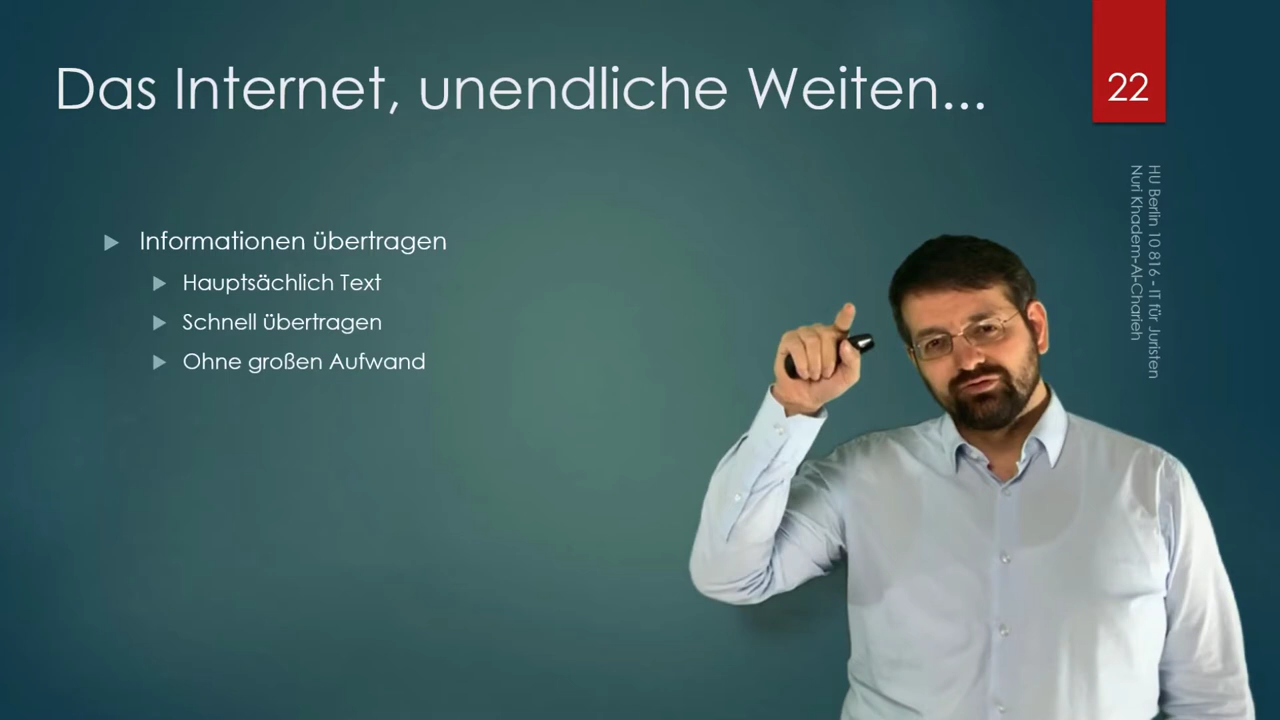 Das Internet, unendliche Weiten...
22
Informationen übertragen
Hauptsächlich Text
Schnell übertragen
Ohne großen Aufwand
HU Berlin 10 816 - IT für Juristen
Nuri Khadem-Al-Charieh